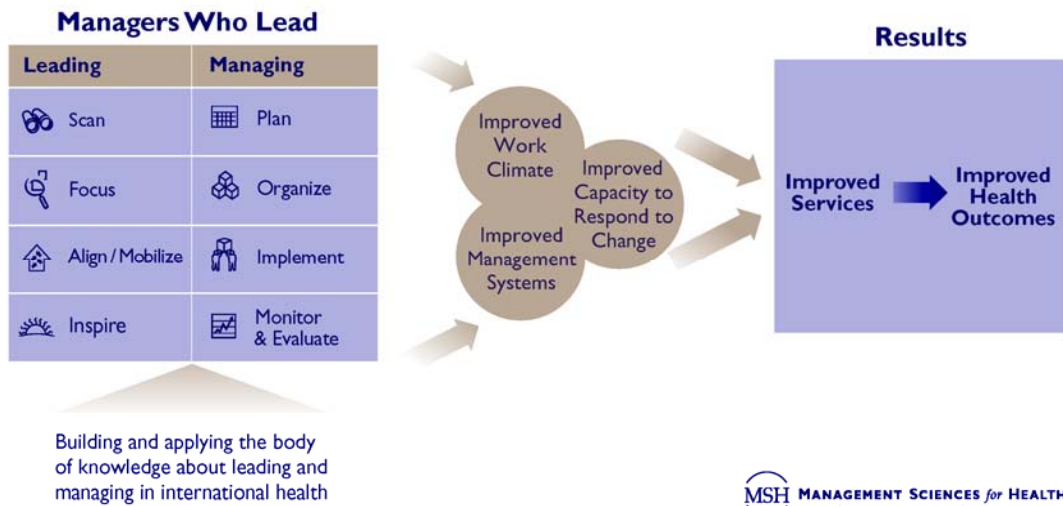 Managers Who Lead
Leading
Managing
Scan
Plan
Focus
Organize
Align / Mobilize
Implement
Inspire
Monitor
& Evaluate
Building and applying the body
of knowledge about leading and
managing in international health
Improved
Work
Climate
Improved
Capacity to
Respond to
Change
Improved
Management
Systems
Results
Improved
Services
Improved
Health
Outcomes
MSH MANAGEMENT SCIENCES for HEALTH